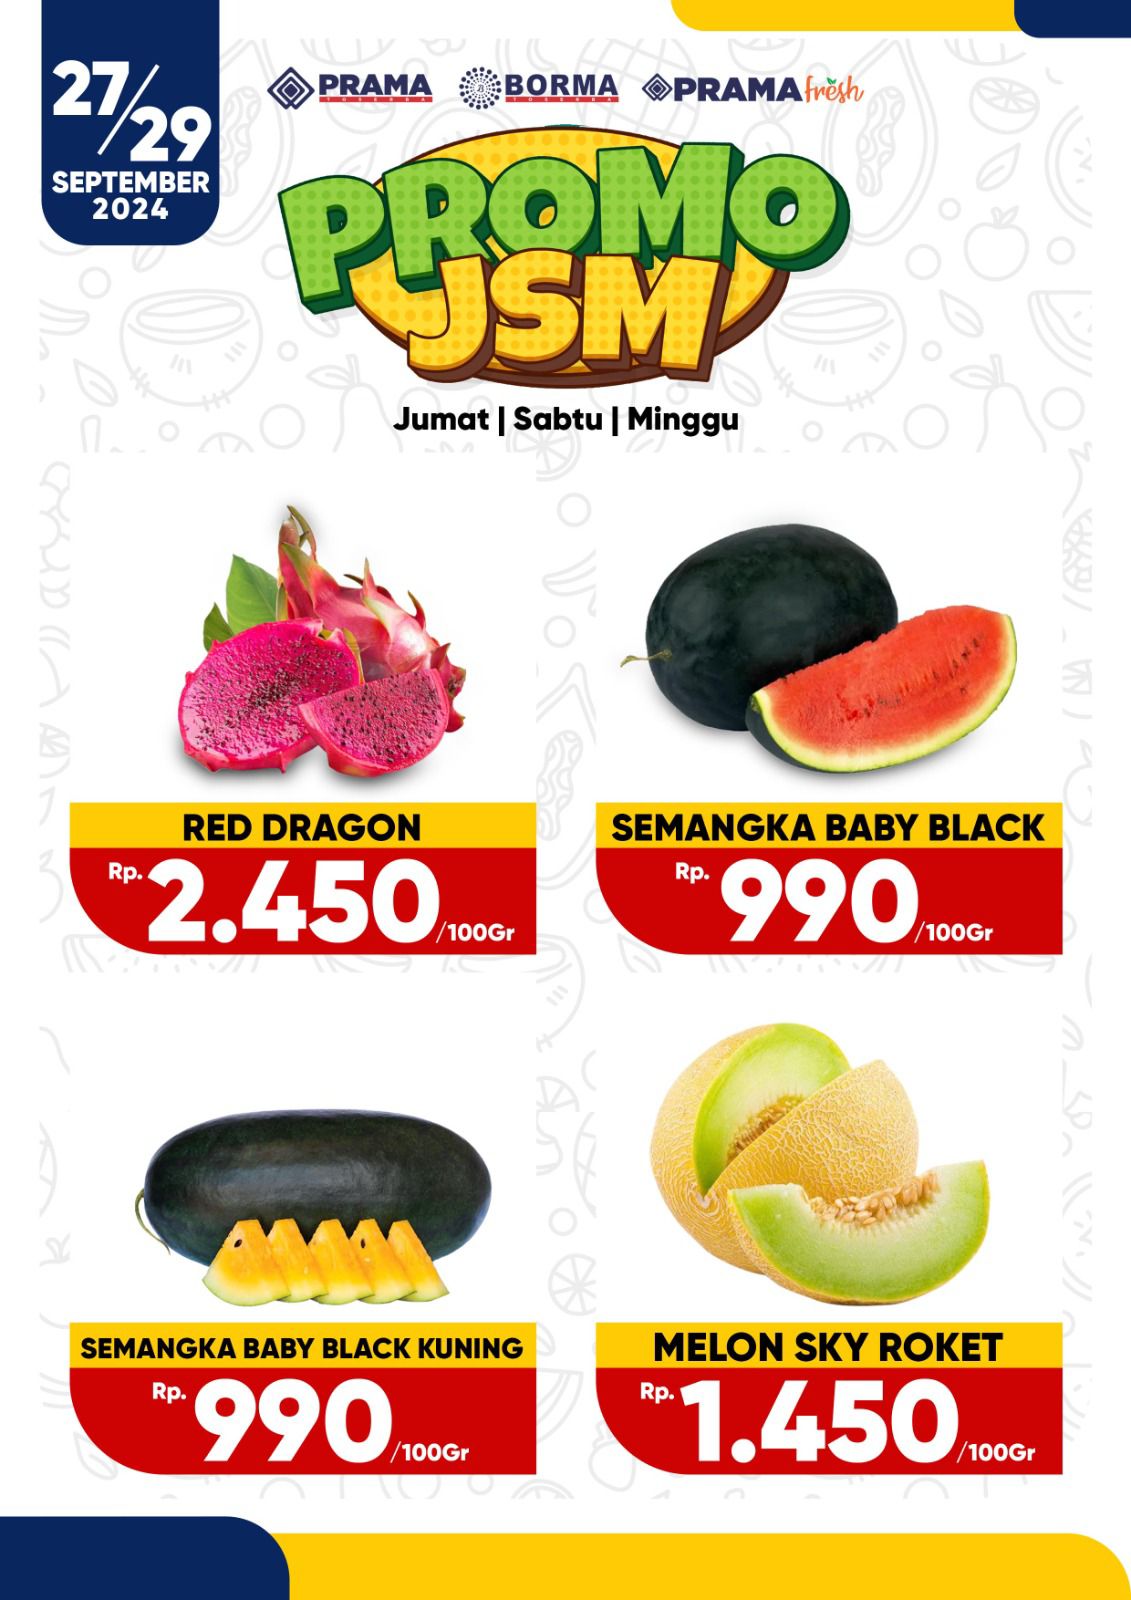 27/29
SEPTEMBER
2024
PRAMA
TOSERBA
BORMA
TOSERBA
PRAMA fresh
PROMO
JSM
Jumat | Sabtu | Minggu
RED DRAGON
Rp. 2.450 /100Gr
SEMANGKA BABY BLACK
Rp. 990 /100Gr
SEMANGKA BABY BLACK KUNING
Rp. 990 /100Gr
MELON SKY ROKET
Rp. 1.450 /100Gr